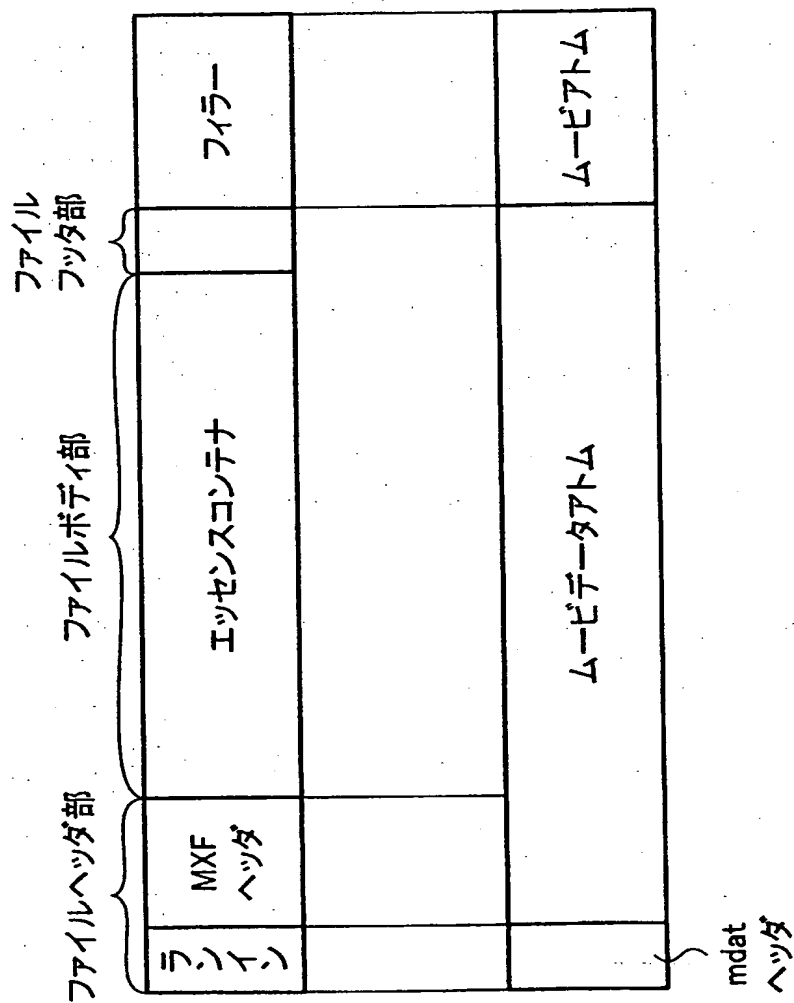 ファイルヘッダ部
ファイルボディ部
ファイル
フッタ部
ランイン
MXF
ヘッダ
エッセンスコンテナ
フィラー
ムービデータアトム
ムービアトム
mdat
ヘッダ